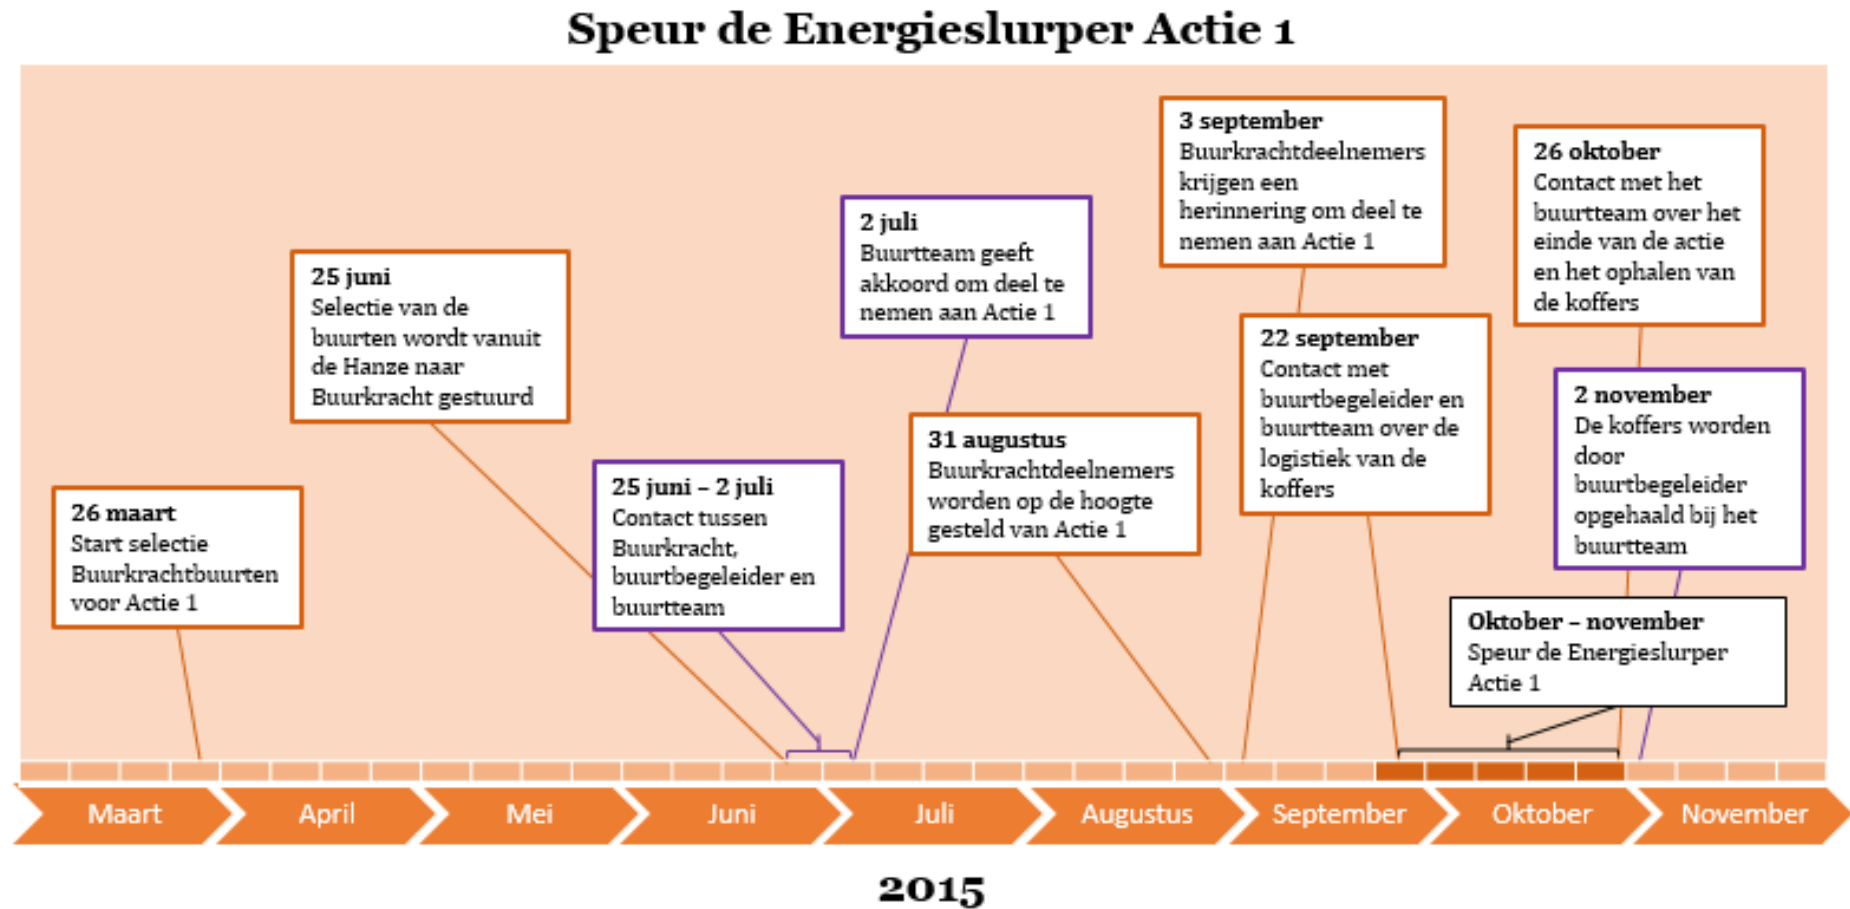 Speur de Energieslurper Actie 1
26 maart
Start selectie
Buurkrachtbuurten
voor Actie 1
25 juni
Selectie van de
buurten wordt vanuit
de Hanze naar
Buurkracht gestuurd
25 juni – 2 juli
Contact tussen
Buurkracht,
buurtbegeleider en
buurtteam
2 juli
Buurtteam geeft
akkoord om deel te
nemen aan Actie 1
31 augustus
Buurkrachtdeelnemers
worden op de hoogte
gesteld van Actie 1
3 september
Buurkrachtdeelnemers
krijgen een
herinnering om deel te
nemen aan Actie 1
22 september
Contact met
buurtbegeleider en
buurtteam over de
logistiek van de
koffers
26 oktober
Contact met het
buurtteam over het
einde van de actie
en het ophalen van
de koffers
2 november
De koffers worden
door
buurtbegeleider
opgehaald bij het
buurtteam
Oktober – november
Speur de Energieslurper
Actie 1
Maart
April
Mei
Juni
Juli
Augustus
September
Oktober
November
2015